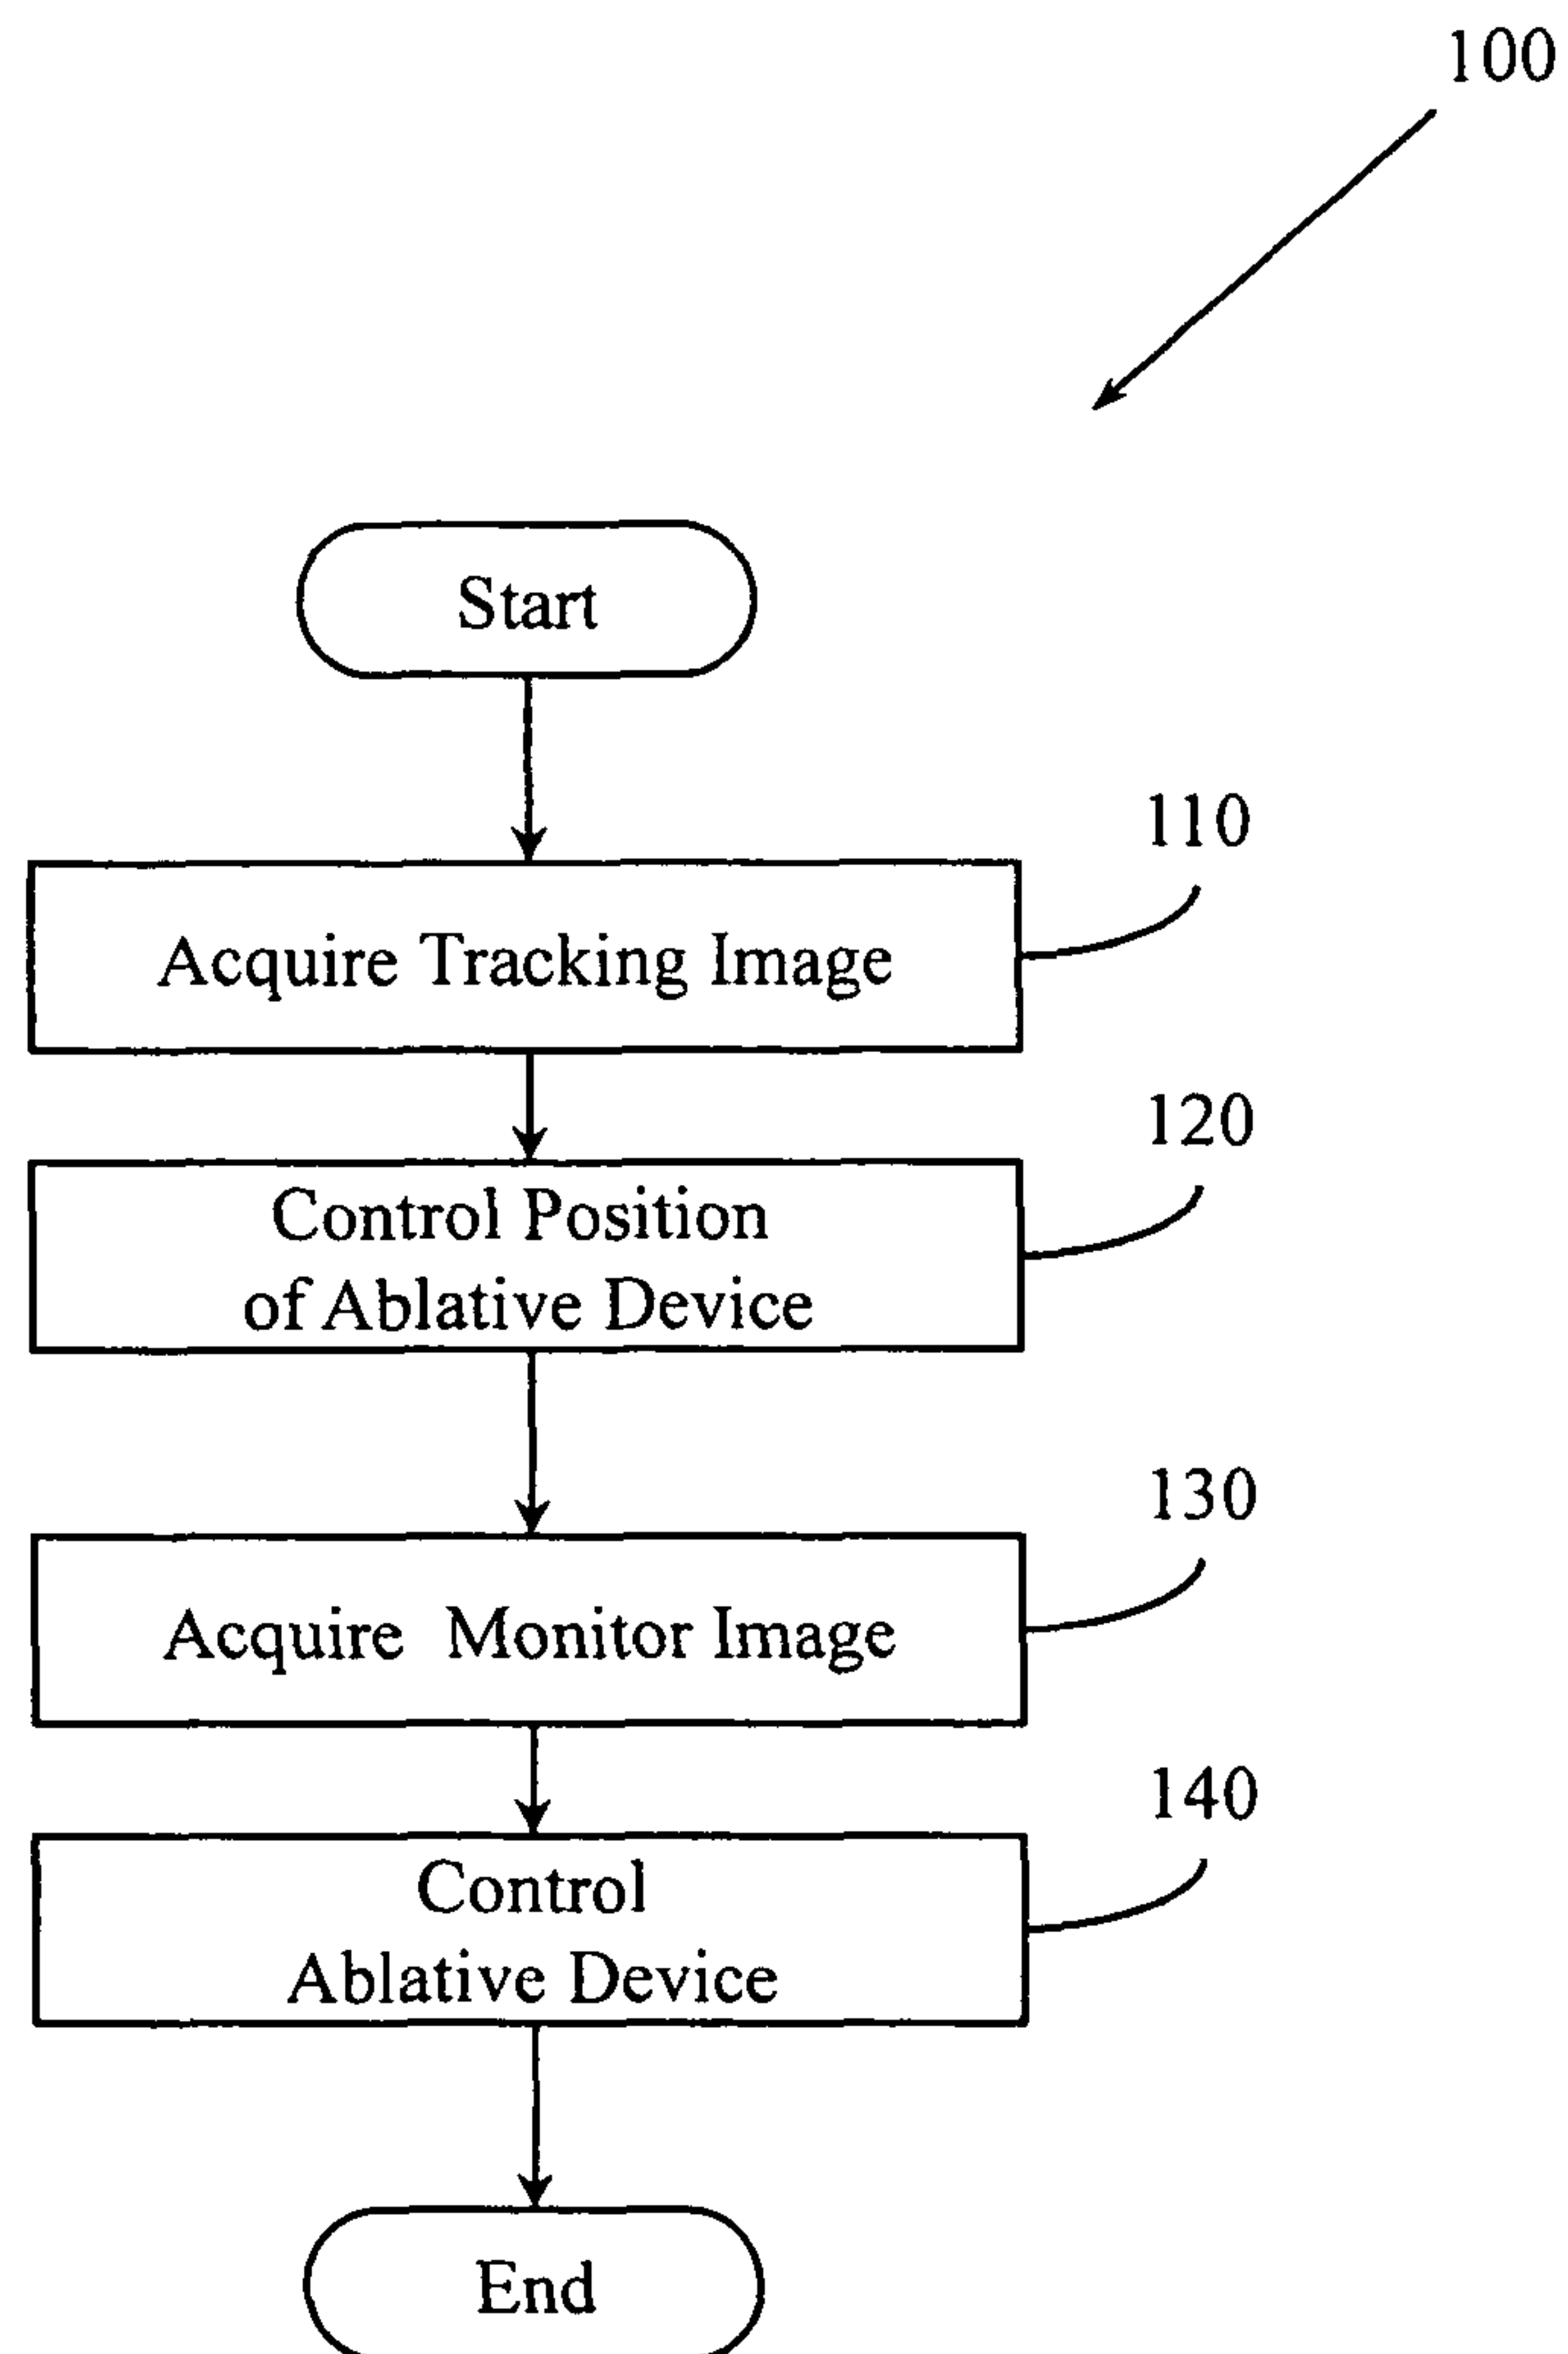 100
Start
110
Acquire Tracking Image
120
Control Position
of Ablative Device
130
Acquire Monitor Image
140
Control
Ablative Device
End